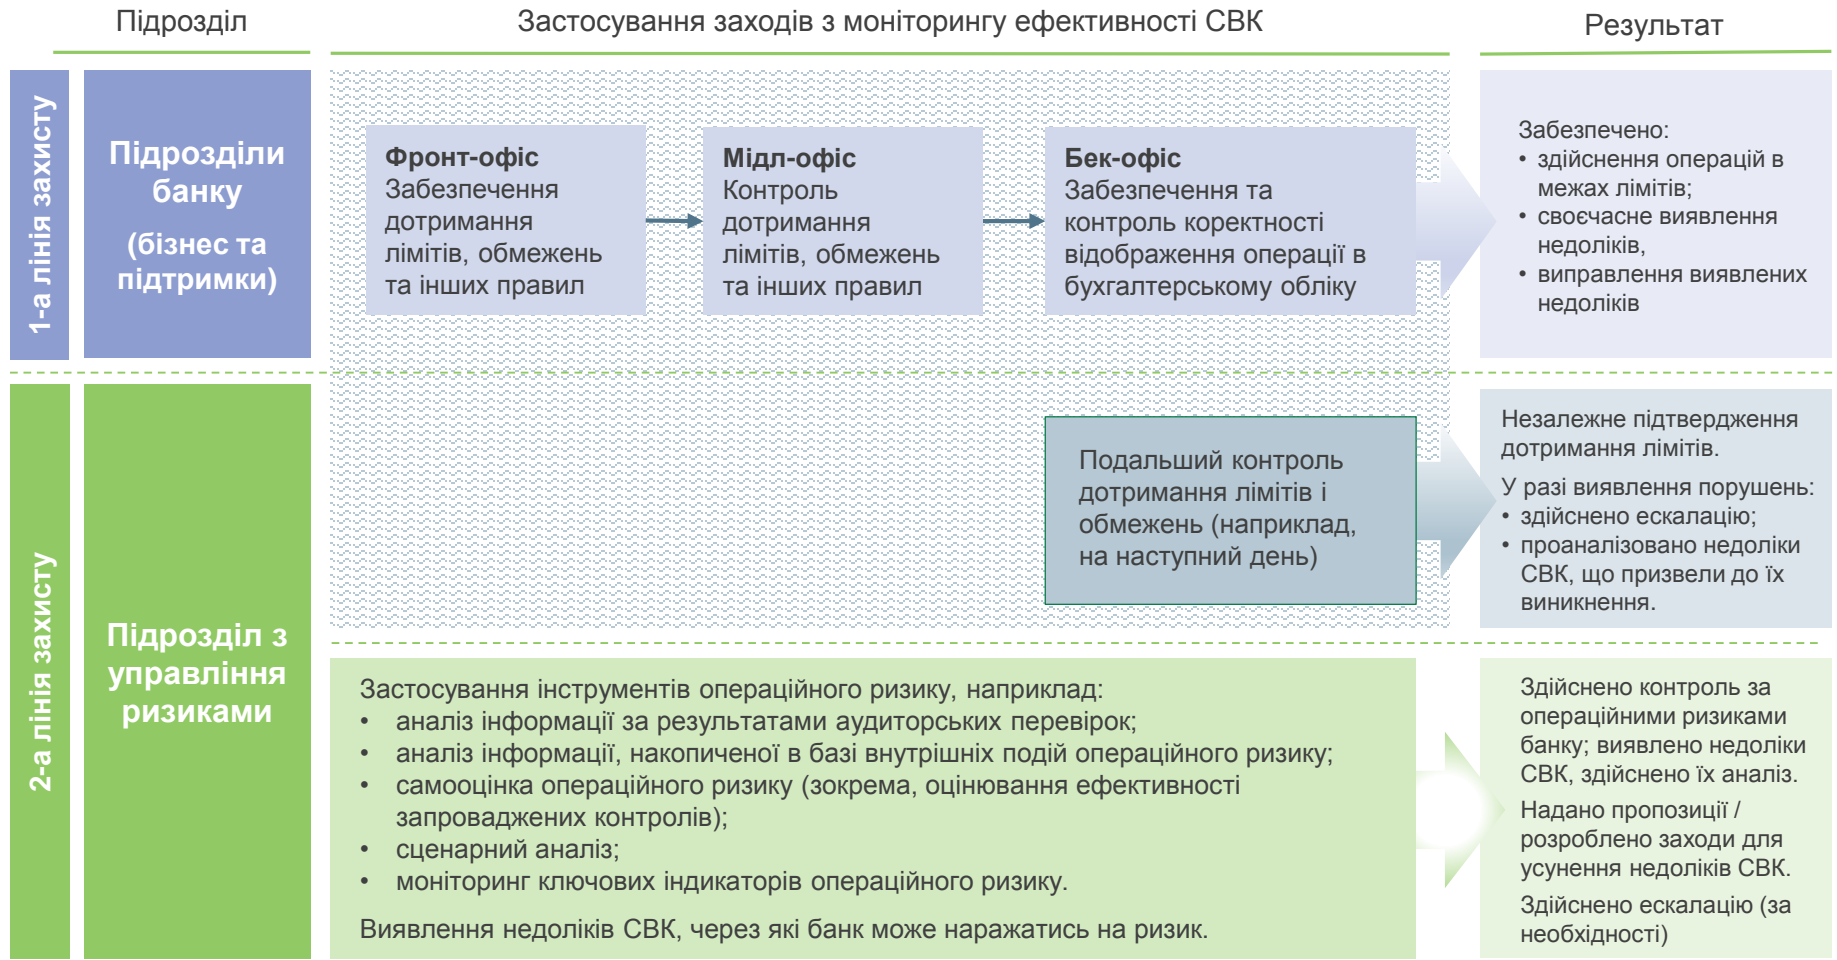 Підрозділ
Застосування заходів з моніторингу ефективності СВК
Результат
1-а лінія захисту
Підрозділи
банку
(бізнес та
підтримки)
Фронт-офіс
Забезпечення
дотримання
лімітів, обмежень
та інших правил
Мідл-офіс
Контроль
дотримання
лімітів, обмежень
та інших правил
Бек-офіс
Забезпечення та
контроль коректності
відображення операції в
бухгалтерському обліку
Забезпечено:
• здійснення операцій в
межах лімітів;
• своєчасне виявлення
недоліків,
• виправлення виявлених
недоліків
2-а лінія захисту
Підрозділ з
управління
ризиками
Подальший контроль
дотримання лімітів і
обмежень (наприклад,
на наступний день)
Незалежне підтвердження
дотримання лімітів.
У разі виявлення порушень:
• здійснено ескалацію;
• проаналізовано недоліки
СВК, що призвели до їх
виникнення.
Застосування інструментів операційного ризику, наприклад:
• аналіз інформації за результатами аудиторських перевірок;
• аналіз інформації, накопиченої в базі внутрішніх подій операційного ризику;
• самооцінка операційного ризику (зокрема, оцінювання ефективності
запроваджених контролів);
• сценарний аналіз;
• моніторинг ключових індикаторів операційного ризику.
Виявлення недоліків СВК, через які банк може наражатись на ризик.
Здійснено контроль за
операційними ризиками
банку; виявлено недоліки
СВК, здійснено їх аналіз.
Надано пропозиції /
розроблено заходи для
усунення недоліків СВК.
Здійснено ескалацію (за
необхідності)